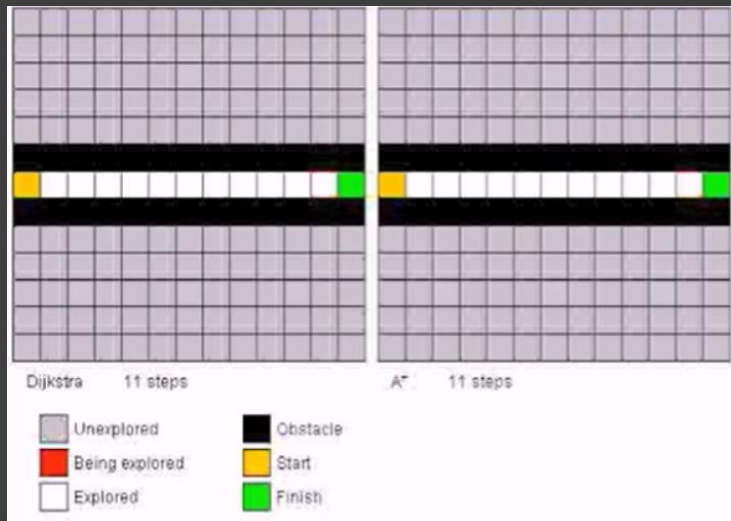 Dijkstra 11 steps
A* 11 steps
Unexplored
Obstacle
Being explored
Start
Explored
Finish